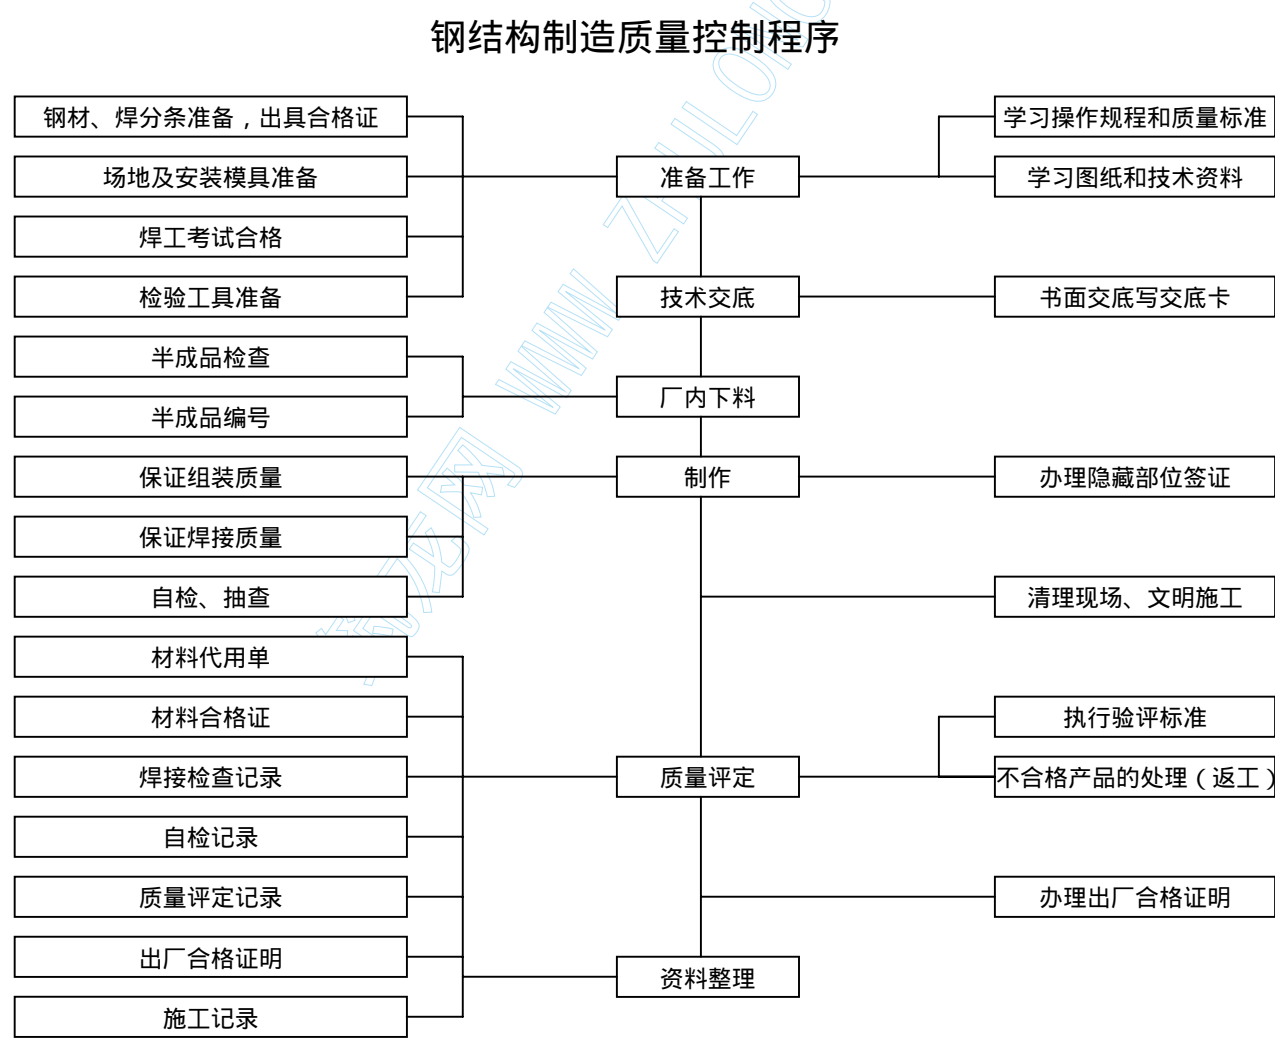 钢结构制造质量控制程序
钢材、焊分条准备，出具合格证
学习操作规程和质量标准
场地及安装模具准备
准备工作
学习图纸和技术资料
焊工考试合格
检验工具准备
技术交底
书面交底写交底卡
半成品检查
厂内下料
半成品编号
保证组装质量
制作
办理隐藏部位签证
保证焊接质量
自检、抽查
清理现场、文明施工
材料代用单
材料合格证
执行验评标准
焊接检查记录
质量评定
不合格产品的处理（返工）
自检记录
质量评定记录
办理出厂合格证明
出厂合格证明
资料整理
施工记录